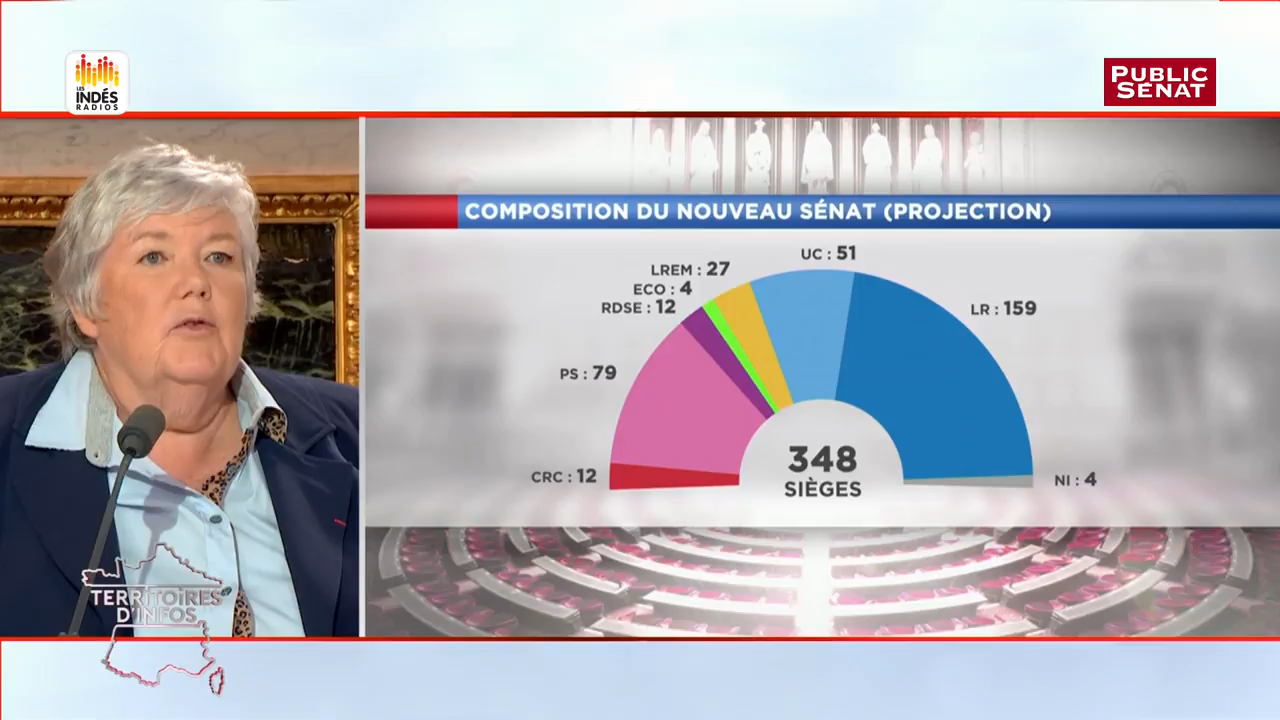 LES
INDÉS
RADIOS
PUBLIC
SÉNAT
COMPOSITION DU NOUVEAU SÉNAT (PROJECTION)
UC : 51
LREM : 27
ECO : 4
RDSE : 12
LR : 159
PS : 79
CRC : 12
348
SIÈGES
NI : 4
TERRITOIRES
D'INFOS